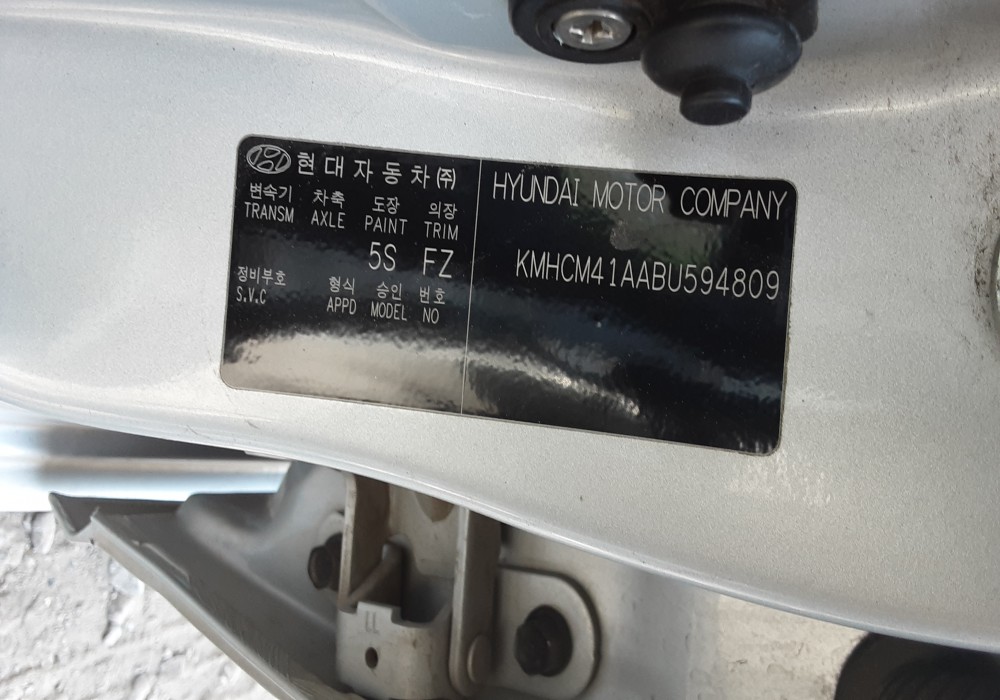 현대자동차(주)
변속기 차축 도장 의장
TRANSM AXLE PAINT TRIM
5S FZ
정비부호 형식 승인 번호
S.V.C APPD MODEL NO
HYUNDAI MOTOR COMPANY
KMHCM41AABU594809
LL